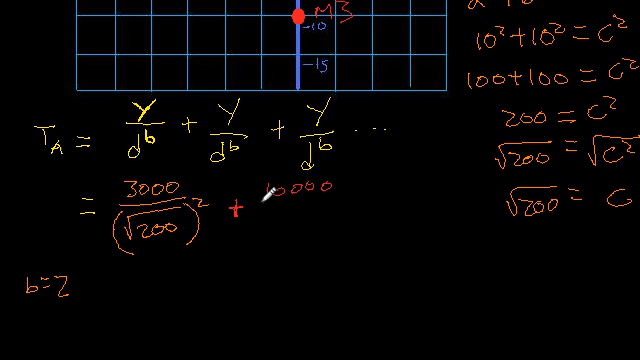 M3
-10
-15
10² + 10² = C²
100 + 100 = C²
200 = C²
√200 = √C²
√200 = C
T_A = Y/d^b + Y/d^b + Y/d^b ...
= 3000/(√200)² + 10000
b=2